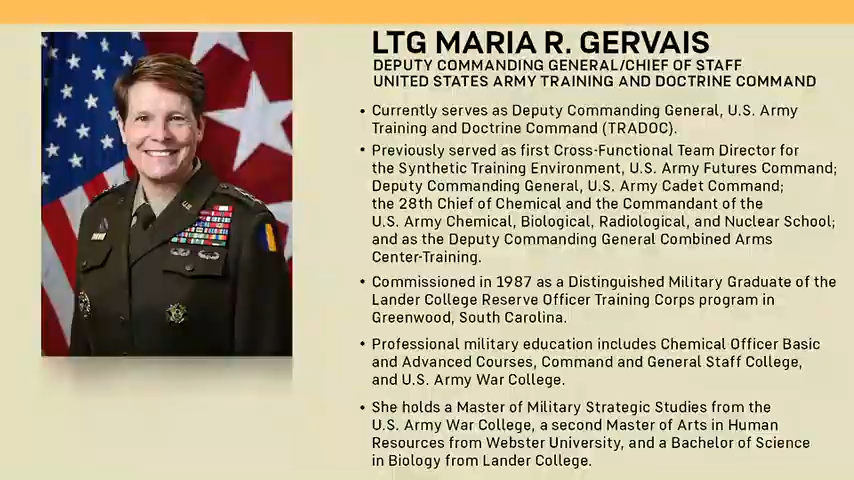 LTG MARIA R. GERVAIS
DEPUTY COMMANDING GENERAL/CHIEF OF STAFF
UNITED STATES ARMY TRAINING AND DOCTRINE COMMAND
• Currently serves as Deputy Commanding General, U.S. Army
Training and Doctrine Command (TRADOC).
• Previously served as first Cross-Functional Team Director for
the Synthetic Training Environment, U.S. Army Futures Command;
Deputy Commanding General, U.S. Army Cadet Command;
the 28th Chief of Chemical and the Commandant of the
U.S. Army Chemical, Biological, Radiological, and Nuclear School;
and as the Deputy Commanding General Combined Arms
Center-Training.
• Commissioned in 1987 as a Distinguished Military Graduate of the
Lander College Reserve Officer Training Corps program in
Greenwood, South Carolina.
• Professional military education includes Chemical Officer Basic
and Advanced Courses, Command and General Staff College,
and U.S. Army War College.
• She holds a Master of Military Strategic Studies from the
U.S. Army War College, a second Master of Arts in Human
Resources from Webster University, and a Bachelor of Science
in Biology from Lander College.